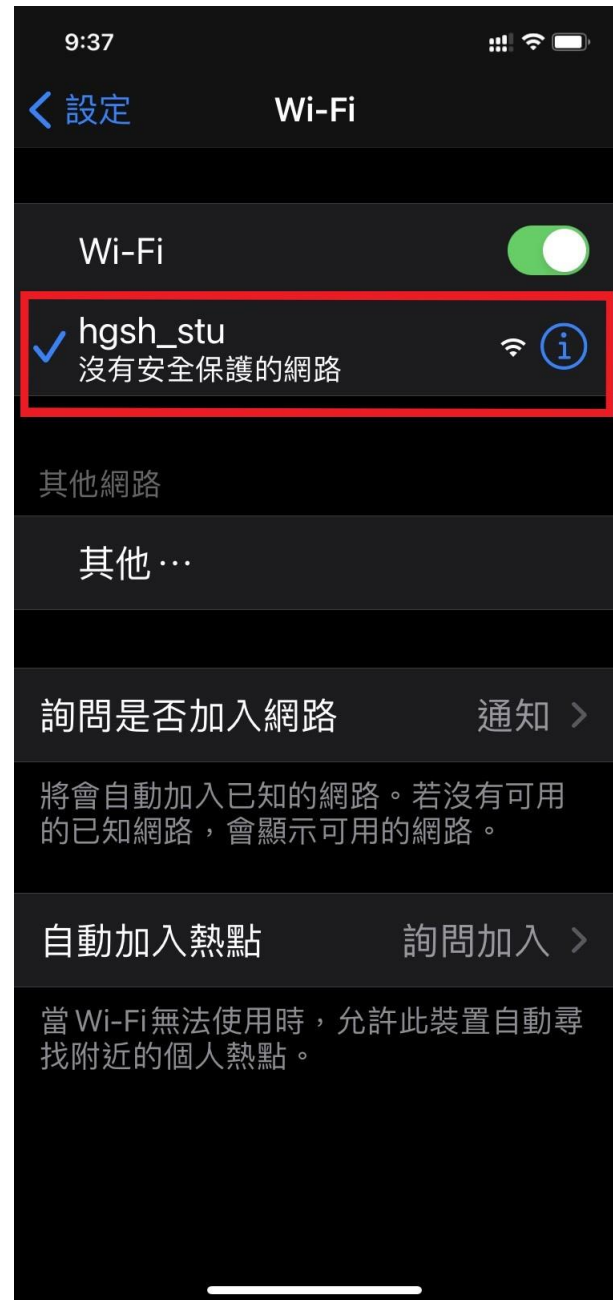 9:37
設定
Wi-Fi
Wi-Fi
hgsh_stu
沒有安全保護的網路
其他網路
其他…
詢問是否加入網路
通知
將會自動加入已知的網路。若沒有可用
的已知網路，會顯示可用的網路。
自動加入熱點
詢問加入
當 Wi-Fi 無法使用時，允許此裝置自動尋
找附近的個人熱點。